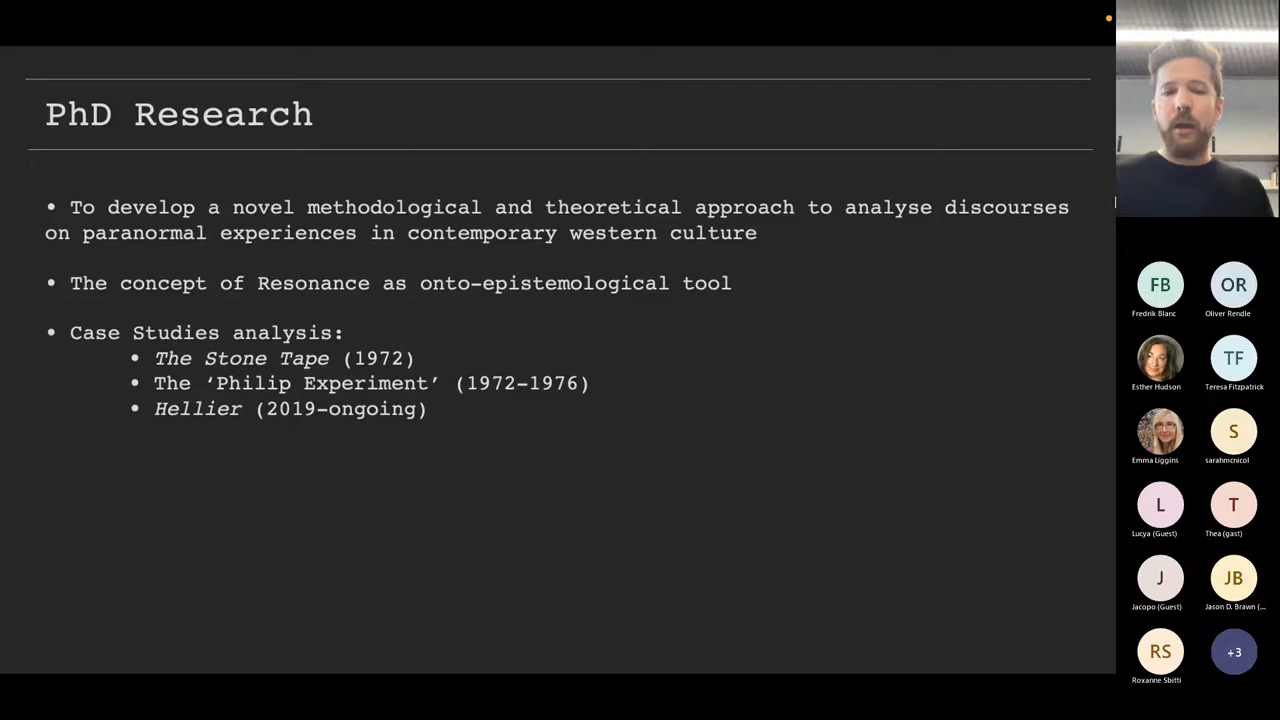 PhD Research
• To develop a novel methodological and theoretical approach to analyse discourses
on paranormal experiences in contemporary western culture
• The concept of Resonance as onto-epistemological tool
• Case Studies analysis:
• The Stone Tape (1972)
• The ‘Philip Experiment’ (1972-1976)
• Hellier (2019-ongoing)
FB
OR
Fredrik Blanc
Oliver Rendle
TF
Esther Hudson
Teresa Fitzpatrick
S
Emma Liggins
sarahmcnicol
L
T
Lucya (Guest)
Thea (gast)
J
JB
Jacopo (Guest)
Jason D. Brawn (...
RS
+3
Roxanne Sbitti